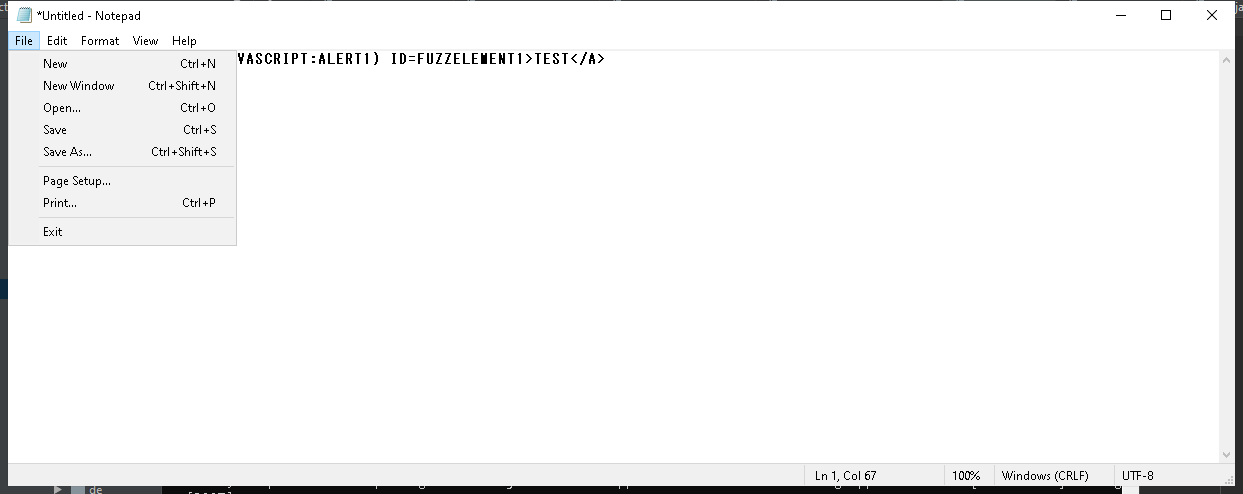 *Untitled - Notepad
File Edit Format View Help
VASCRIPT:ALERT1) ID=FUZZELEMENT1>TEST</A>
New Ctrl+N
New Window Ctrl+Shift+N
Open... Ctrl+O
Save Ctrl+S
Save As... Ctrl+Shift+S
Page Setup...
Print... Ctrl+P
Exit
Ln 1, Col 67 100% Windows (CRLF) UTF-8
de